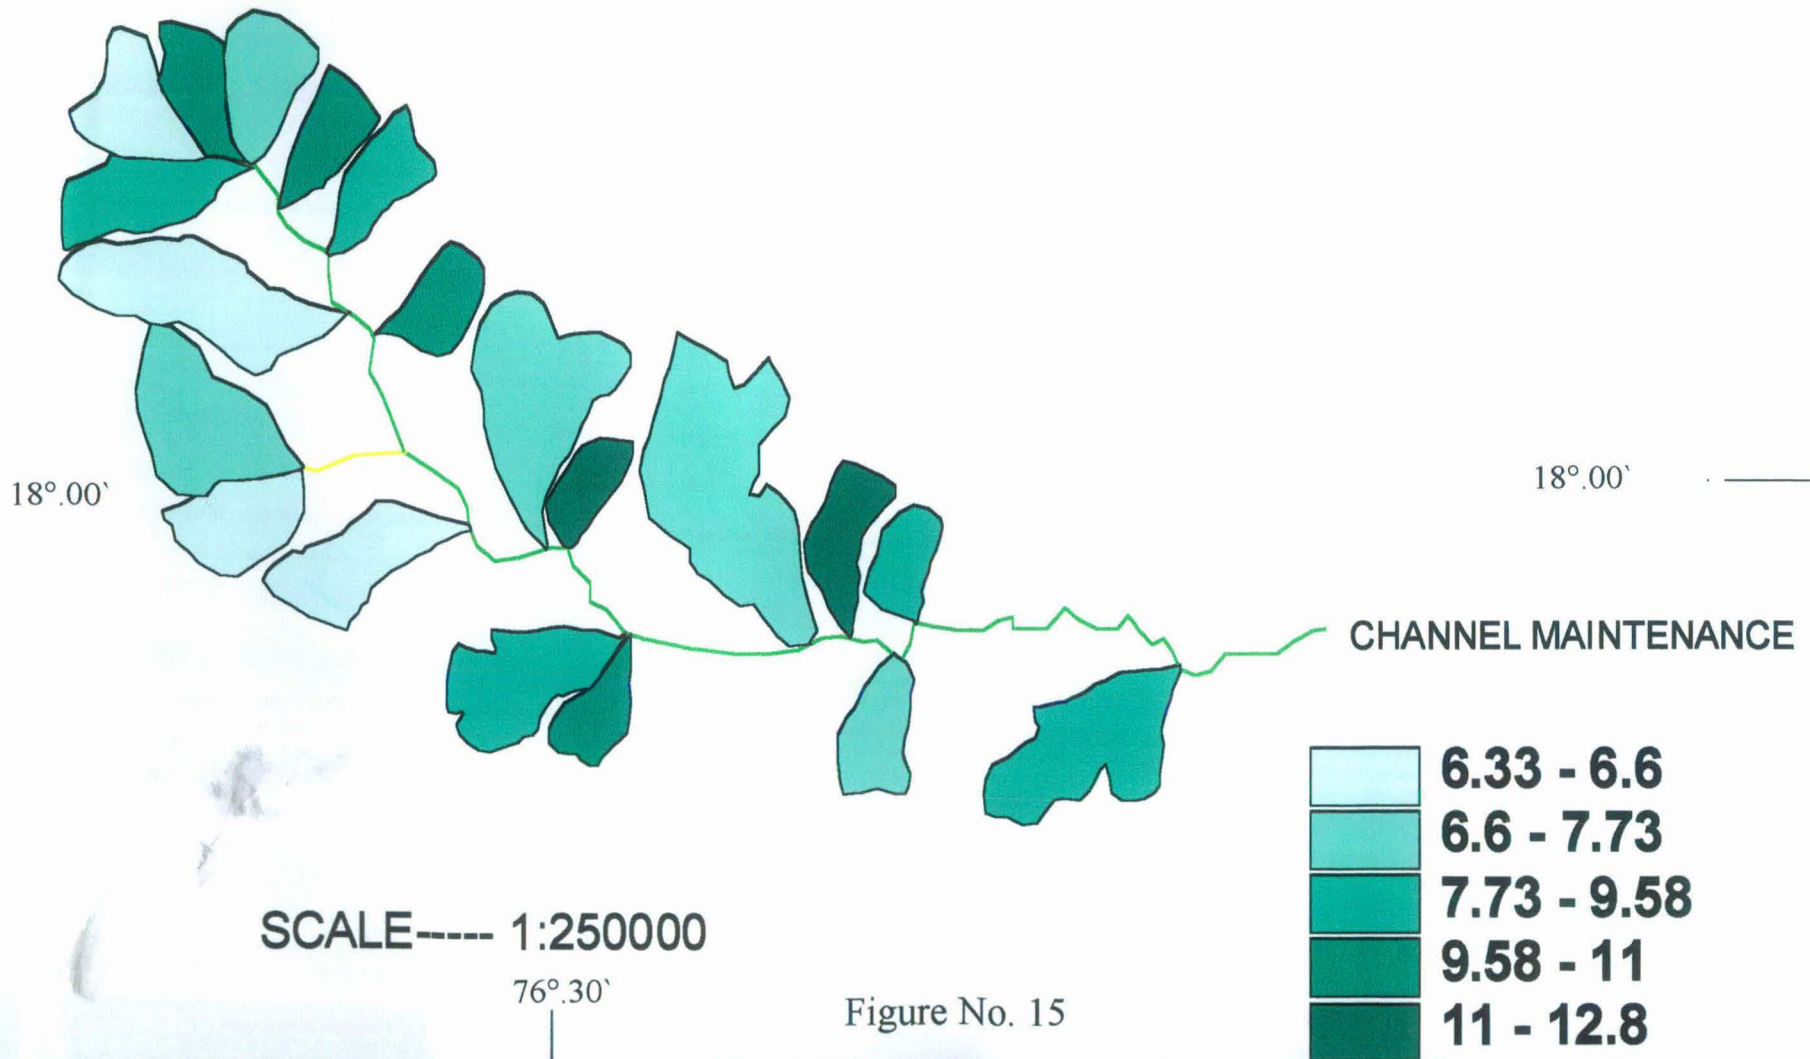 18°.00`
18°.00`
CHANNEL MAINTENANCE
6.33 - 6.6
6.6 - 7.73
7.73 - 9.58
9.58 - 11
11 - 12.8
SCALE----- 1:250000
76°.30`
Figure No. 15